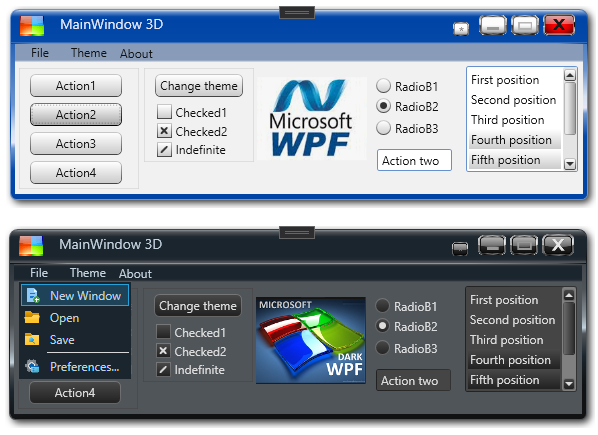 MainWindow 3D
File Theme About
Action1
Action2
Action3
Action4
Change theme
Checked1
Checked2
Indefinite
Microsoft
WPF
RadioB1
RadioB2
RadioB3
Action two
First position
Second position
Third position
Fourth position
Fifth position
MainWindow 3D
File Theme About
New Window
Open
Save
Preferences...
Action4
Change theme
Checked1
Checked2
Indefinite
MICROSOFT
DARK
WPF
RadioB1
RadioB2
RadioB3
Action two
First position
Second position
Third position
Fourth position
Fifth position